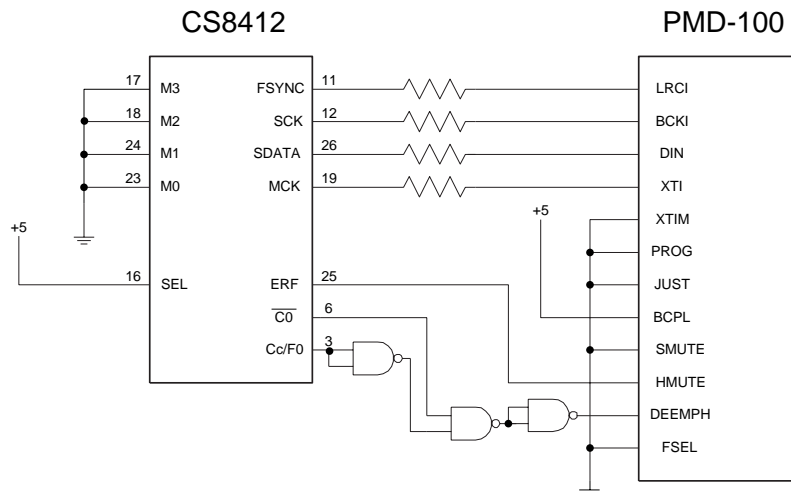 CS8412
PMD-100
17 M3 FSYNC 11 LRCI
18 M2 SCK 12 BCKI
24 M1 SDATA 26 DIN
23 M0 MCK 19 XTI
+5
+5
XTIM
PROG
16 SEL ERF 25 JUST
C0 6 BCPL
Cc/F0 3 SMUTE
HMUTE
DEEMPH
FSEL